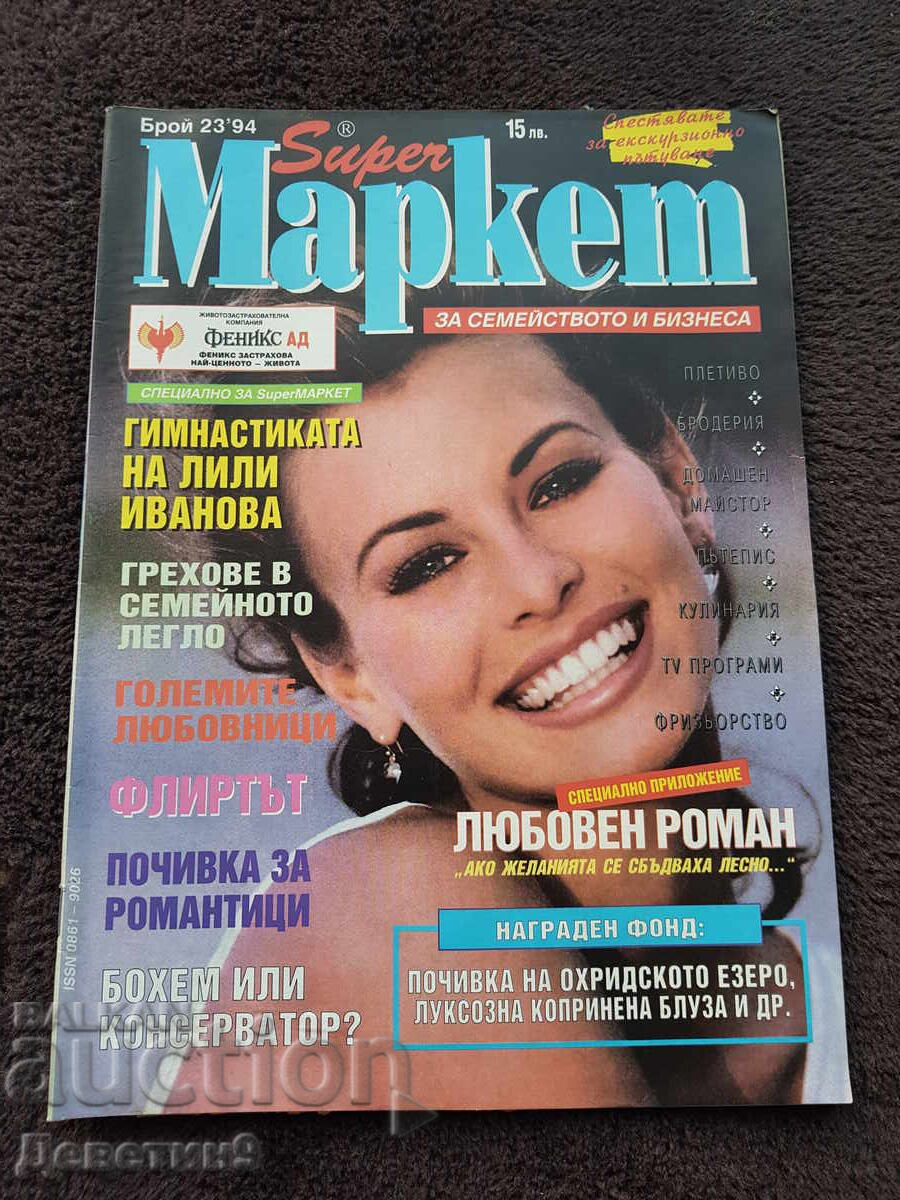 Брой 23'94
Super ®
15 лв.
Спестявате
за екскурзионно
пътуване
Маркет
ЗА СЕМЕЙСТВОТО И БИЗНЕСА
ЖИВОТОЗАСТРАХОВАТЕЛНА
КОМПАНИЯ
ФЕНИКС АД
ФЕНИКС ЗАСТРАХОВА
НАЙ-ЦЕННОТО – ЖИВОТА
СПЕЦИАЛНО ЗА SuperМАРКЕТ
ГИМНАСТИКАТА
НА ЛИЛИ
ИВАНОВА
ГРЕХОВЕ В
СЕМЕЙНОТО
ЛЕГЛО
ГОЛЕМИТЕ
ЛЮБОВНИЦИ
ФЛИРТЪТ
ПОЧИВКА ЗА
РОМАНТИЦИ
БОХЕМ ИЛИ
КОНСЕРВАТОР?
ПЛЕТИВО
БРОДЕРИЯ
ДОМАШЕН
МАЙСТОР
ПЪТЕПИС
КУЛИНАРИЯ
TV ПРОГРАМИ
ФРИЗЬОРСТВО
СПЕЦИАЛНО ПРИЛОЖЕНИЕ
ЛЮБОВЕН РОМАН
„АКО ЖЕЛАНИЯТА СЕ СБЪДВАХА ЛЕСНО..."
НАГРАДЕН ФОНД:
ПОЧИВКА НА ОХРИДСКОТО ЕЗЕРО,
ЛУКСОЗНА КОПРИНЕНА БЛУЗА И ДР.
ISSN 0861 – 9026
BALKAN
auction
Деветин9